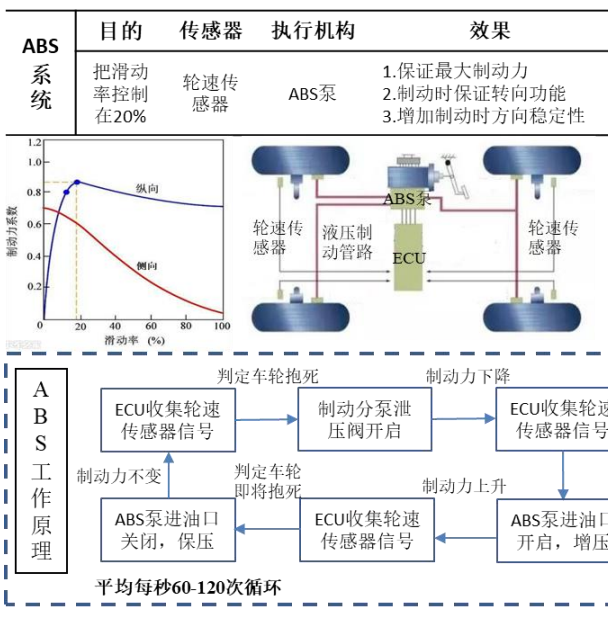 ABS
系
统
目的 传感器 执行机构 效果
把滑动
率控制
在20%
轮速传
感器
ABS泵
1.保证最大制动力
2.制动时保证转向功能
3.增加制动时方向稳定性
1.2
1.0
0.8
0.6
0.4
0.2
0
20
40
60
80
100
制动力系数
纵向
侧向
滑动率 (%)
轮速传
感器
液压制
动管路
ABS泵
ECU
轮速传
感器
A
B
S
工
作
原
理
判定车轮抱死
制动力下降
ECU收集轮速
传感器信号
制动分泵泄
压阀开启
ECU收集轮速
传感器信号
制动力不变
判定车轮
即将抱死
制动力上升
ABS泵进油口
关闭，保压
ECU收集轮速
传感器信号
ABS泵进油口
开启，增压
平均每秒60-120次循环